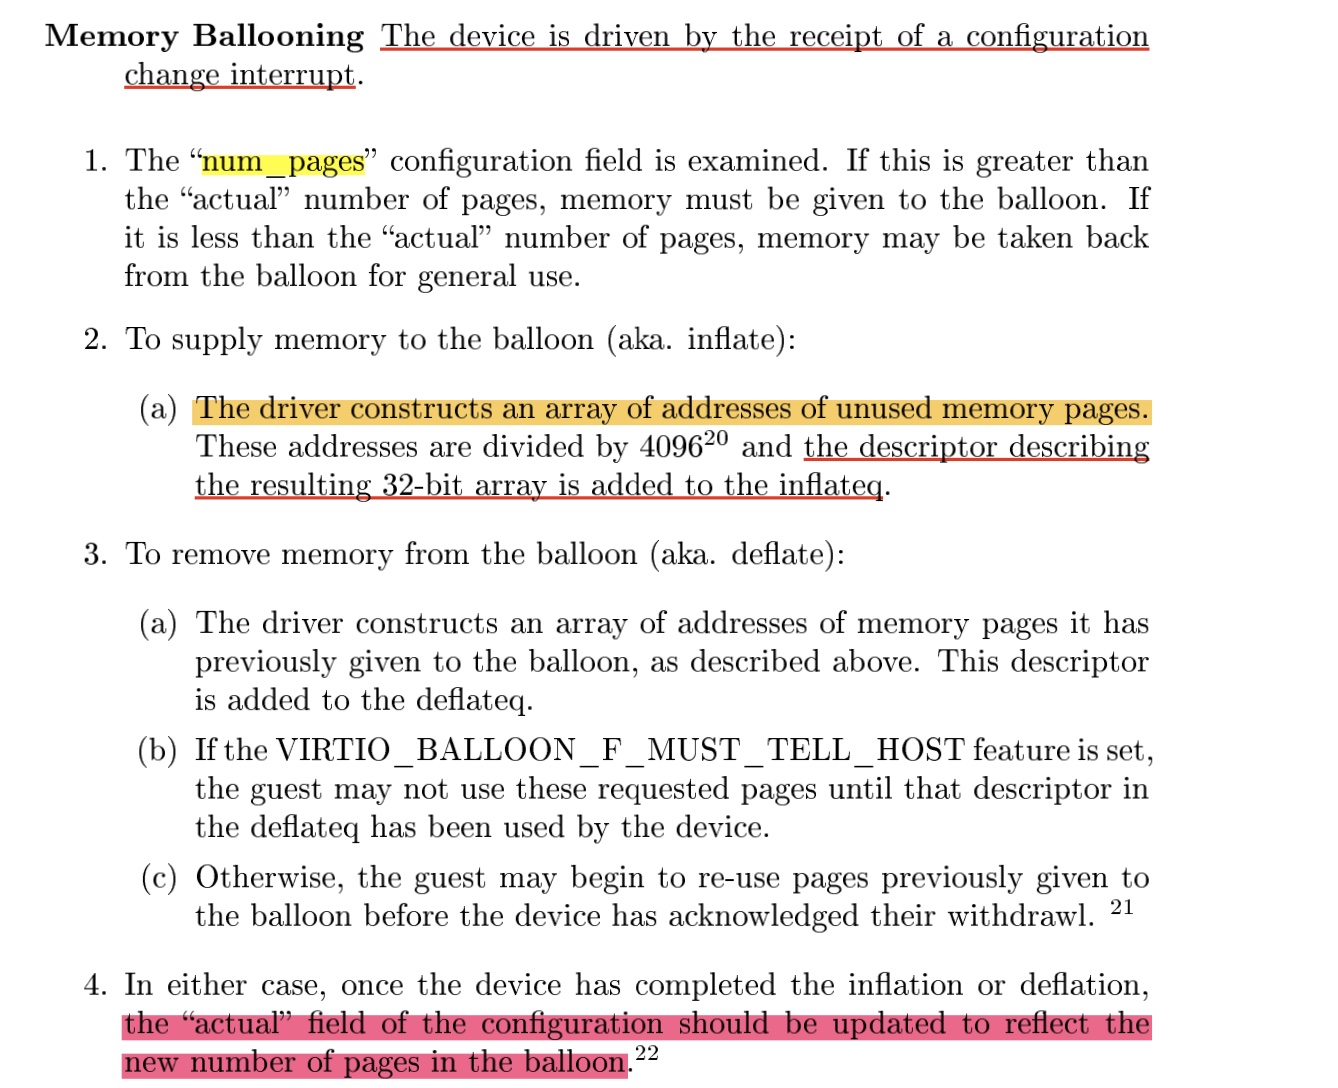 Memory Ballooning The device is driven by the receipt of a configuration
change interrupt.
1. The “num_pages” configuration field is examined. If this is greater than
the “actual” number of pages, memory must be given to the balloon. If
it is less than the “actual” number of pages, memory may be taken back
from the balloon for general use.
2. To supply memory to the balloon (aka. inflate):
(a) The driver constructs an array of addresses of unused memory pages.
These addresses are divided by 4096²⁰ and the descriptor describing
the resulting 32-bit array is added to the inflateq.
3. To remove memory from the balloon (aka. deflate):
(a) The driver constructs an array of addresses of memory pages it has
previously given to the balloon, as described above. This descriptor
is added to the deflateq.
(b) If the VIRTIO_BALLOON_F_MUST_TELL_HOST feature is set,
the guest may not use these requested pages until that descriptor in
the deflateq has been used by the device.
(c) Otherwise, the guest may begin to re-use pages previously given to
the balloon before the device has acknowledged their withdrawl. ²¹
4. In either case, once the device has completed the inflation or deflation,
the “actual” field of the configuration should be updated to reflect the
new number of pages in the balloon.²²